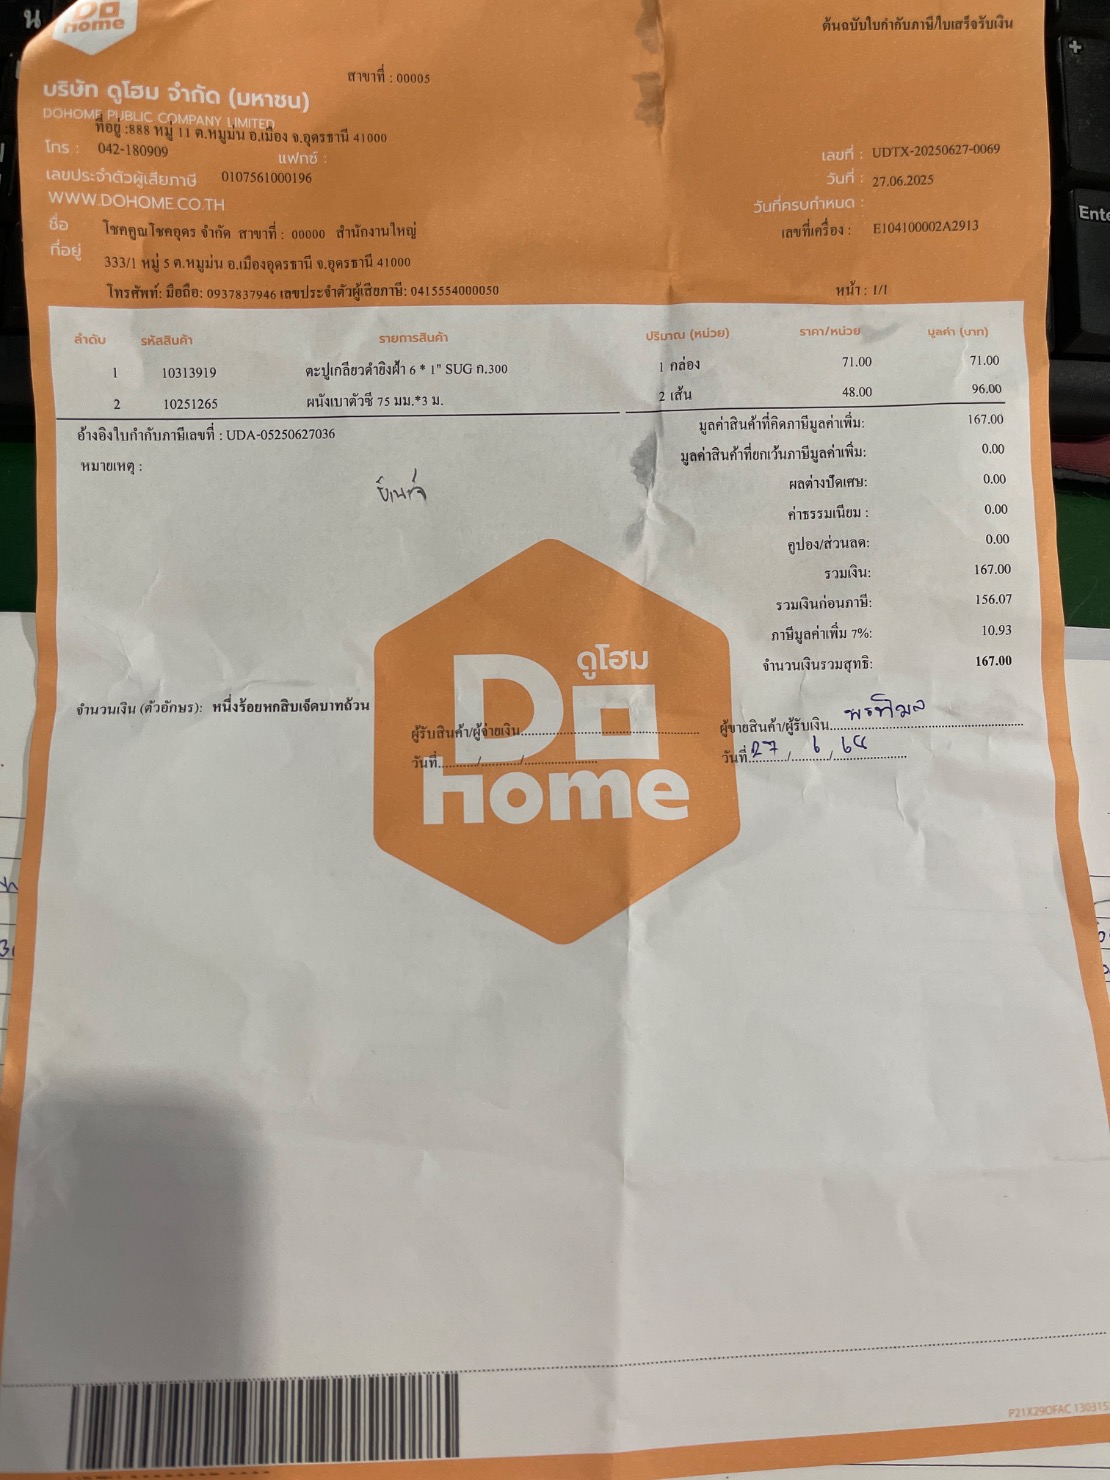 Do
home
ต้นฉบับใบกำกับภาษี/ใบเสร็จรับเงิน
สาขาที่ : 00005
บริษัท ดูโฮม จำกัด (มหาชน)
DOHOME PUBLIC COMPANY LIMITED
ที่อยู่ :888 หมู่ 11 ต.หมูม่น อ.เมือง จ.อุดรธานี 41000
โทร : 042-180909 แฟกซ์ :
เลขประจำตัวผู้เสียภาษี 0107561000196
WWW.DOHOME.CO.TH
เลขที่ : UDTX-20250627-0069
วันที่ : 27.06.2025
วันที่ครบกำหนด :
เลขที่เครื่อง : E104100002A2913
ชื่อ โชคคูณโชคอุดร จำกัด สาขาที่ : 00000 สำนักงานใหญ่
ที่อยู่ 333/1 หมู่ 5 ต.หมูม่น อ.เมืองอุดรธานี จ.อุดรธานี 41000
โทรศัพท์: มือถือ: 0937837946 เลขประจำตัวผู้เสียภาษี: 0415554000050
หน้า : 1/1
ลำดับ รหัสสินค้า รายการสินค้า ปริมาณ (หน่วย) ราคา/หน่วย มูลค่า (บาท)
1 10313919 ตะปูเกลียวดำยิงฝ้า 6 * 1" SUG ก.300 1 กล่อง 71.00 71.00
2 10251265 ผนังเบาตัวซี 75 มม.*3 ม. 2 เส้น 48.00 96.00
อ้างอิงใบกำกับภาษีเลขที่ : UDA-05250627036
หมายเหตุ :
มูลค่าสินค้าที่คิดภาษีมูลค่าเพิ่ม: 167.00
มูลค่าสินค้าที่ยกเว้นภาษีมูลค่าเพิ่ม: 0.00
ผลต่างปัดเศษ: 0.00
ค่าธรรมเนียม : 0.00
คูปอง/ส่วนลด: 0.00
รวมเงิน: 167.00
รวมเงินก่อนภาษี: 156.07
ภาษีมูลค่าเพิ่ม 7%: 10.93
จำนวนเงินรวมสุทธิ: 167.00
ดูโฮม
Do
home
จำนวนเงิน (ตัวอักษร): หนึ่งร้อยหกสิบเจ็ดบาทถ้วน
ผู้รับสินค้า/ผู้จ่ายเงิน
วันที่........../........../..........
ผู้ขายสินค้า/ผู้รับเงิน พรทิมล
วันที่ 27 / 6 / 68